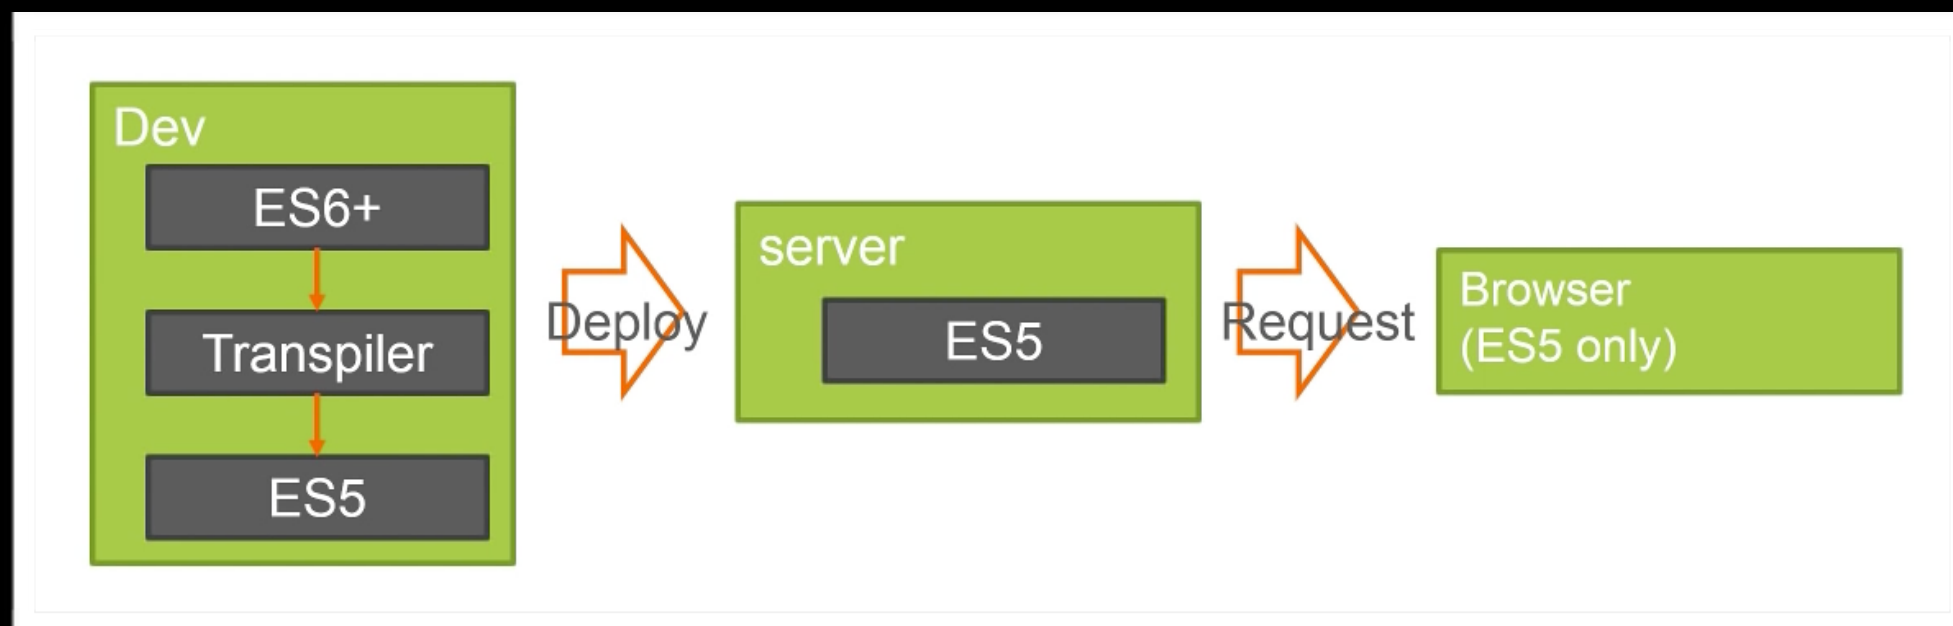 Dev
ES6+
Transpiler
ES5
Deploy
server
ES5
Request
Browser
(ES5 only)